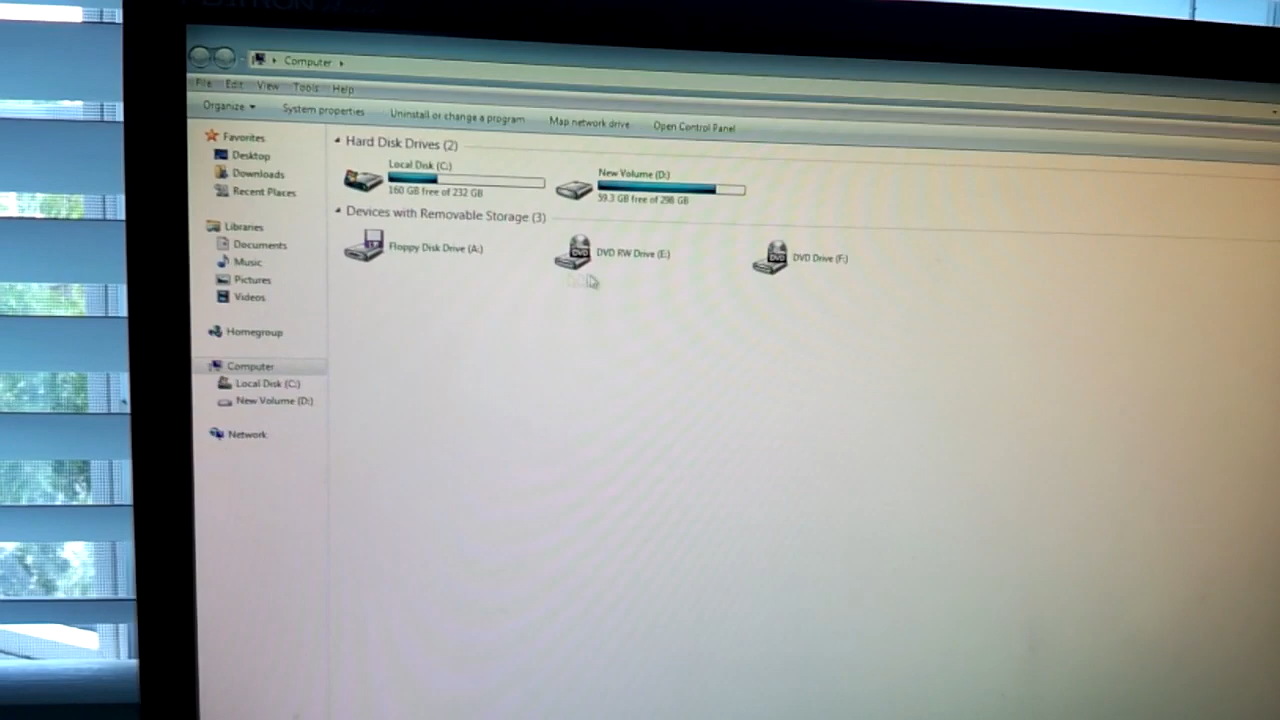 Computer
File Edit View Tools Help
Organize System properties Uninstall or change a program Map network drive Open Control Panel
Favorites
Desktop
Downloads
Recent Places
Libraries
Documents
Music
Pictures
Videos
Homegroup
Computer
Local Disk (C:)
New Volume (D:)
Network
Hard Disk Drives (2)
Local Disk (C:)
160 GB free of 232 GB
New Volume (D:)
59.3 GB free of 298 GB
Devices with Removable Storage (3)
Floppy Disk Drive (A:)
DVD
DVD RW Drive (E:)
DVD
DVD Drive (F:)